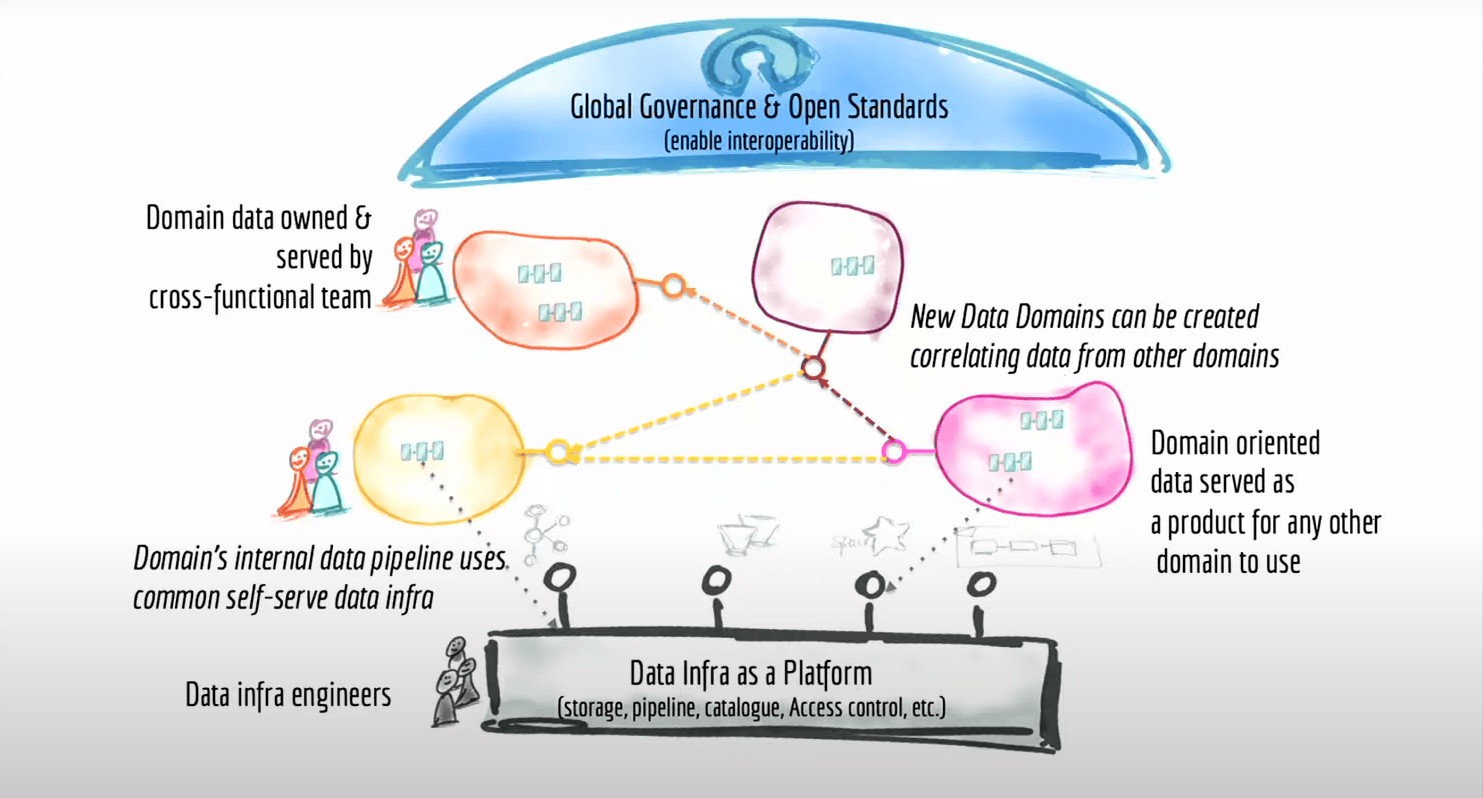 Global Governance & Open Standards
(enable interoperability)
Domain data owned &
served by
cross-functional team
New Data Domains can be created
correlating data from other domains
Domain oriented
data served as
a product for any other
domain to use
Domain's internal data pipeline uses
common self-serve data infra
Data infra engineers
Data Infra as a Platform
(storage, pipeline, catalogue, Access control, etc.)